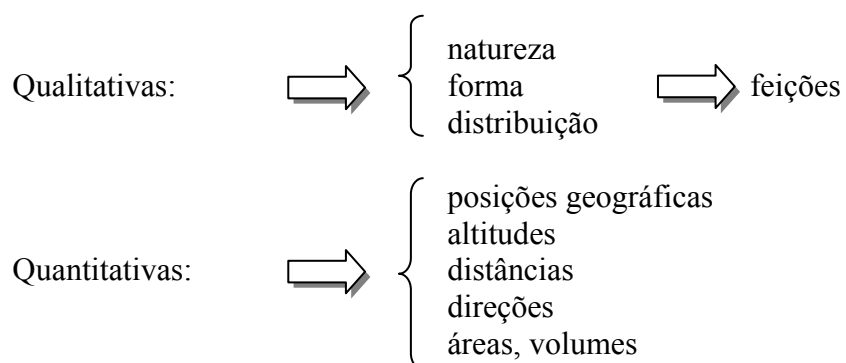 Qualitativas:
natureza
forma
distribuição
feições
Quantitativas:
posições geográficas
altitudes
distâncias
direções
áreas, volumes